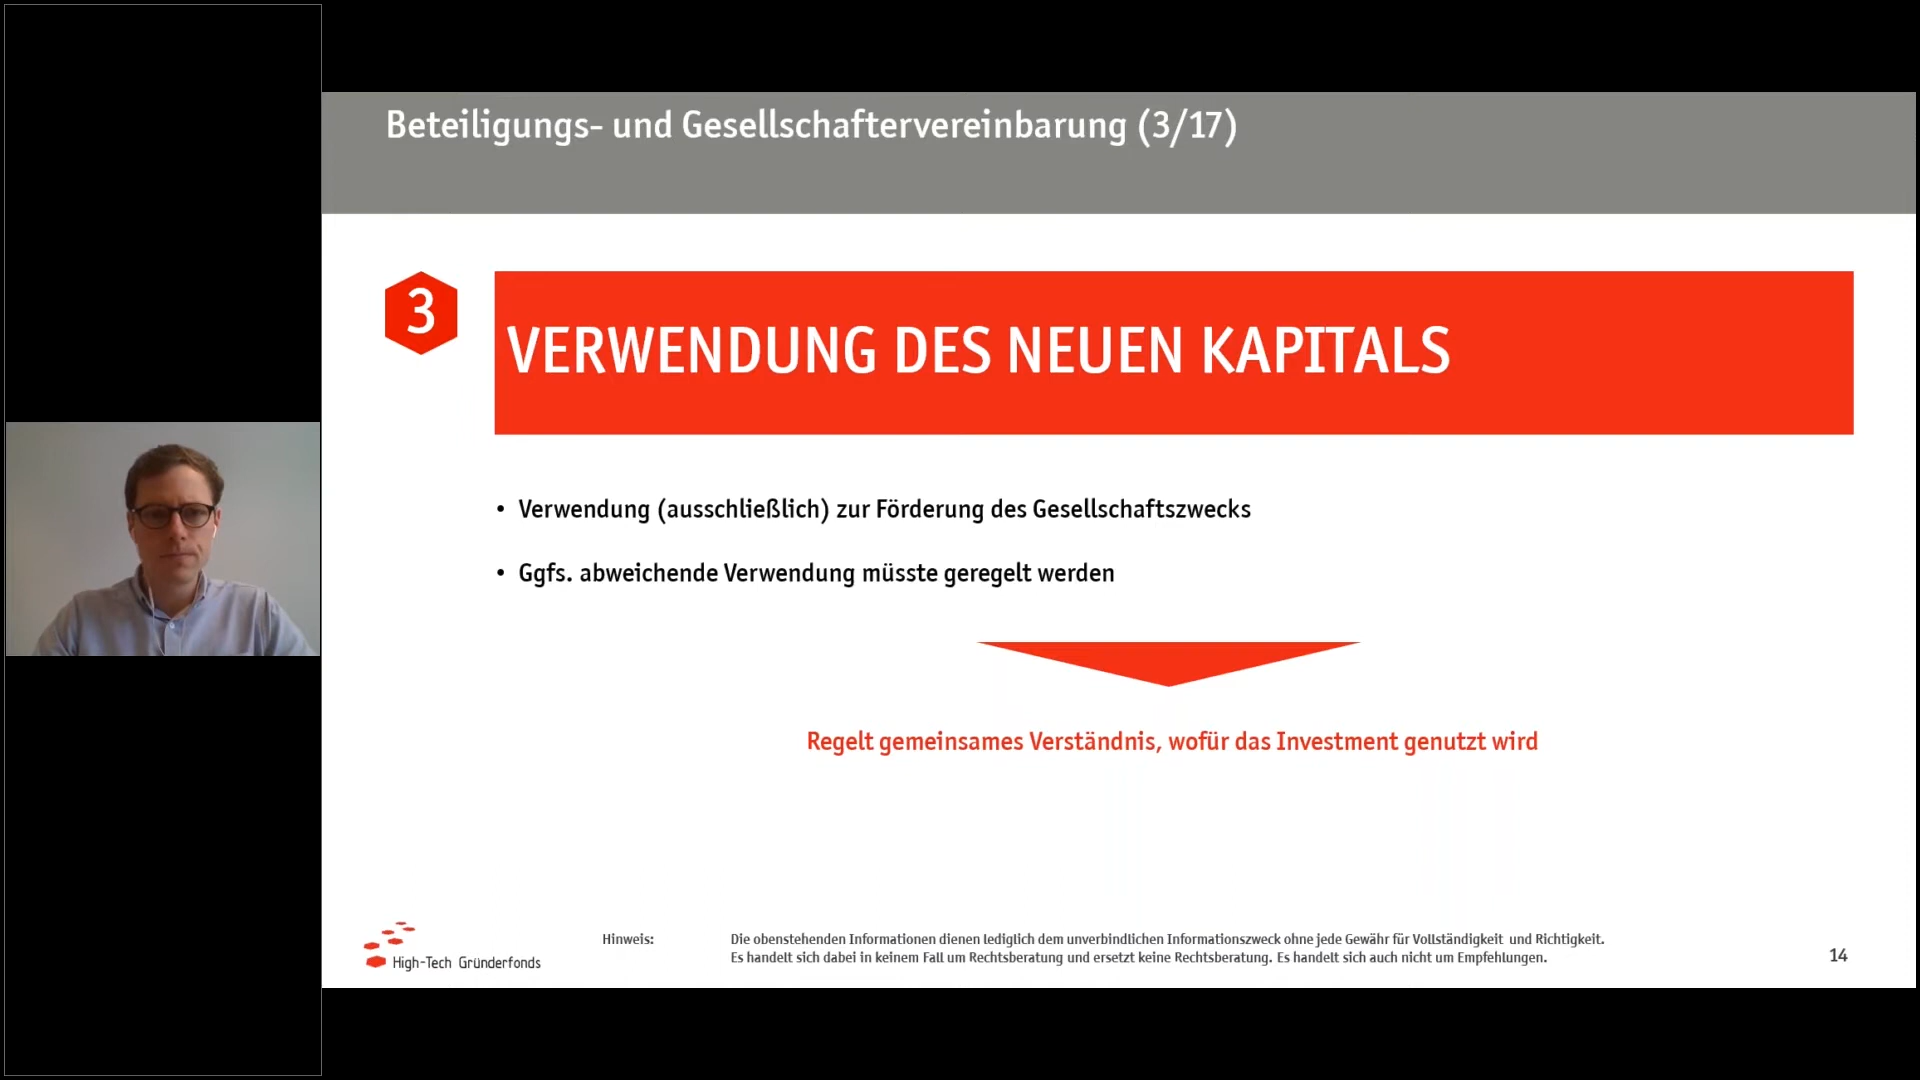 Beteiligungs- und Gesellschaftervereinbarung (3/17)
3
VERWENDUNG DES NEUEN KAPITALS
• Verwendung (ausschließlich) zur Förderung des Gesellschaftszwecks
• Ggfs. abweichende Verwendung müsste geregelt werden
Regelt gemeinsames Verständnis, wofür das Investment genutzt wird
High-Tech Gründerfonds
Hinweis:
Die obenstehenden Informationen dienen lediglich dem unverbindlichen Informationszweck ohne jede Gewähr für Vollständigkeit und Richtigkeit.
Es handelt sich dabei in keinem Fall um Rechtsberatung und ersetzt keine Rechtsberatung. Es handelt sich auch nicht um Empfehlungen.
14